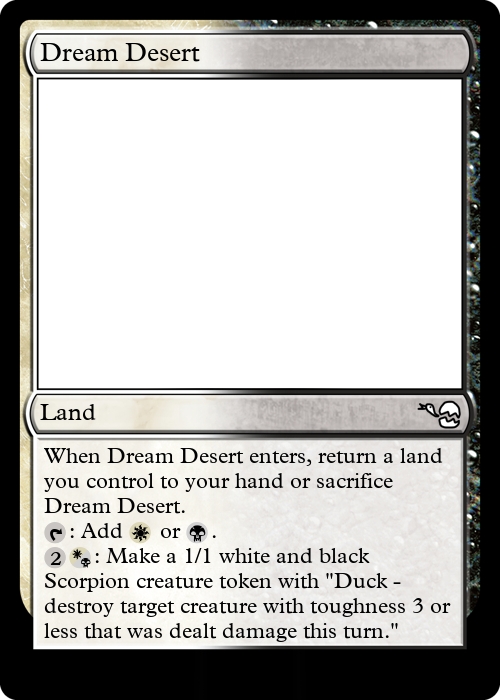 Dream Desert
Land
When Dream Desert enters, return a land
you control to your hand or sacrifice
Dream Desert.
: Add or .
2 : Make a 1/1 white and black
Scorpion creature token with "Duck -
destroy target creature with toughness 3 or
less that was dealt damage this turn."